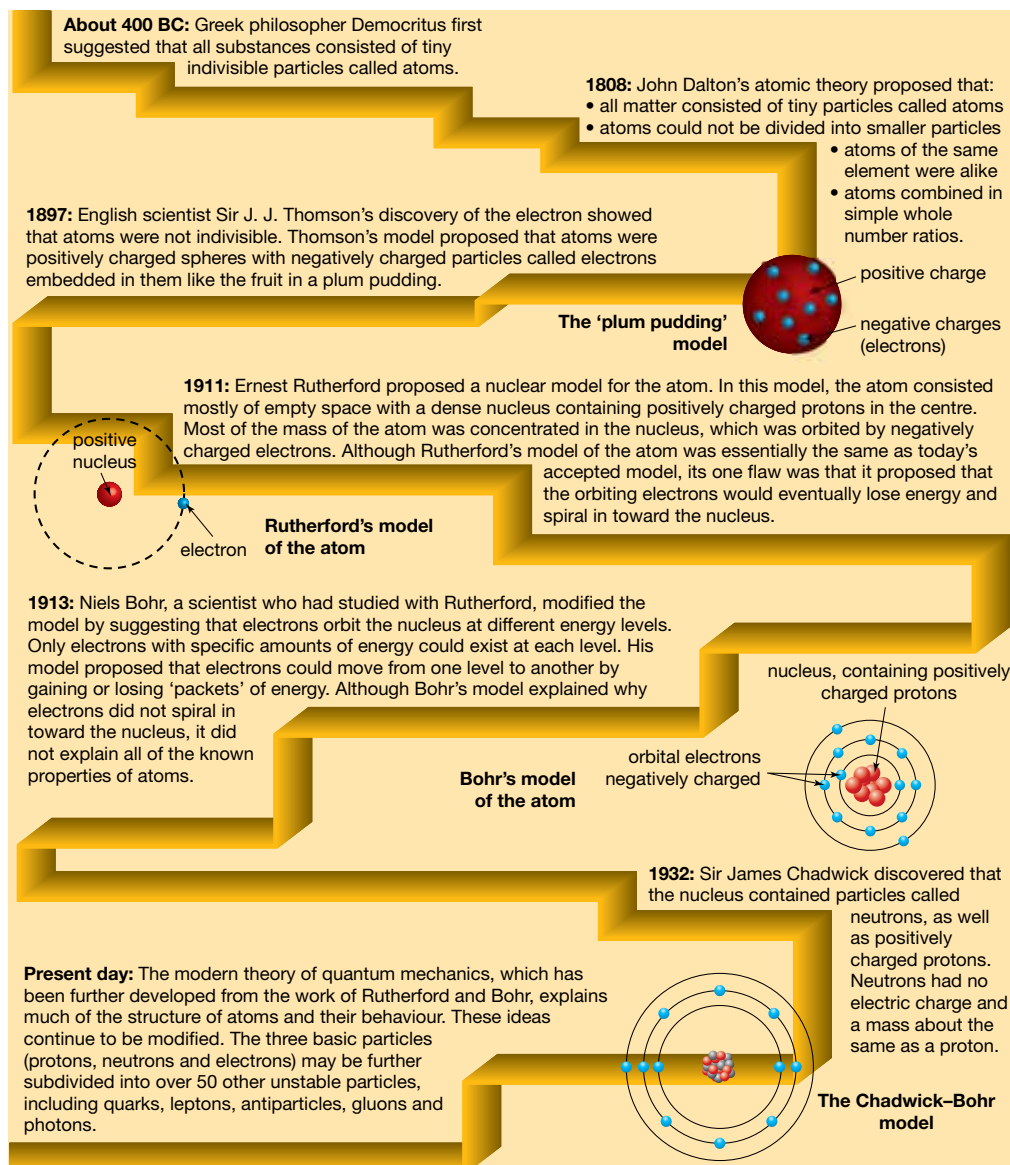 About 400 BC: Greek philosopher Democritus first
suggested that all substances consisted of tiny
indivisible particles called atoms.
1808: John Dalton's atomic theory proposed that:
• all matter consisted of tiny particles called atoms
• atoms could not be divided into smaller particles
• atoms of the same
element were alike
• atoms combined in
simple whole
number ratios.
1897: English scientist Sir J. J. Thomson's discovery of the electron showed
that atoms were not indivisible. Thomson's model proposed that atoms were
positively charged spheres with negatively charged particles called electrons
embedded in them like the fruit in a plum pudding.
positive charge
The 'plum pudding'
model
negative charges
(electrons)
1911: Ernest Rutherford proposed a nuclear model for the atom. In this model, the atom consisted
mostly of empty space with a dense nucleus containing positively charged protons in the centre.
Most of the mass of the atom was concentrated in the nucleus, which was orbited by negatively
charged electrons. Although Rutherford's model of the atom was essentially the same as today's
accepted model, its one flaw was that it proposed that
the orbiting electrons would eventually lose energy and
spiral in toward the nucleus.
positive
nucleus
electron
Rutherford's model
of the atom
1913: Niels Bohr, a scientist who had studied with Rutherford, modified the
model by suggesting that electrons orbit the nucleus at different energy levels.
Only electrons with specific amounts of energy could exist at each level. His
model proposed that electrons could move from one level to another by
gaining or losing 'packets' of energy. Although Bohr's model explained why
electrons did not spiral in
toward the nucleus, it did
not explain all of the known
properties of atoms.
nucleus, containing positively
charged protons
orbital electrons
negatively charged
Bohr's model
of the atom
1932: Sir James Chadwick discovered that
the nucleus contained particles called
neutrons, as well
as positively
charged protons.
Neutrons had no
electric charge and
a mass about the
same as a proton.
Present day: The modern theory of quantum mechanics, which has
been further developed from the work of Rutherford and Bohr, explains
much of the structure of atoms and their behaviour. These ideas
continue to be modified. The three basic particles
(protons, neutrons and electrons) may be further
subdivided into over 50 other unstable particles,
including quarks, leptons, antiparticles, gluons and
photons.
The Chadwick–Bohr
model